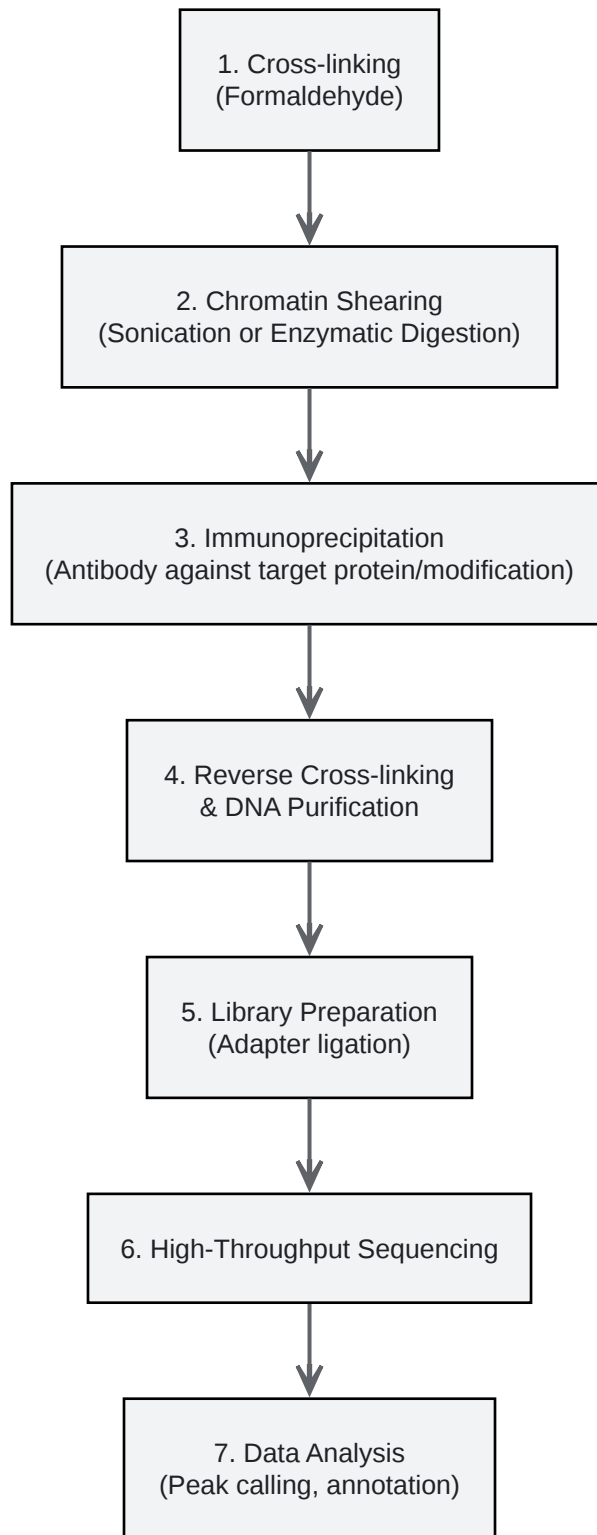 1. Cross-linking
(Formaldehyde)
2. Chromatin Shearing
(Sonication or Enzymatic Digestion)
3. Immunoprecipitation
(Antibody against target protein/modification)
4. Reverse Cross-linking
& DNA Purification
5. Library Preparation
(Adapter ligation)
6. High-Throughput Sequencing
7. Data Analysis
(Peak calling, annotation)